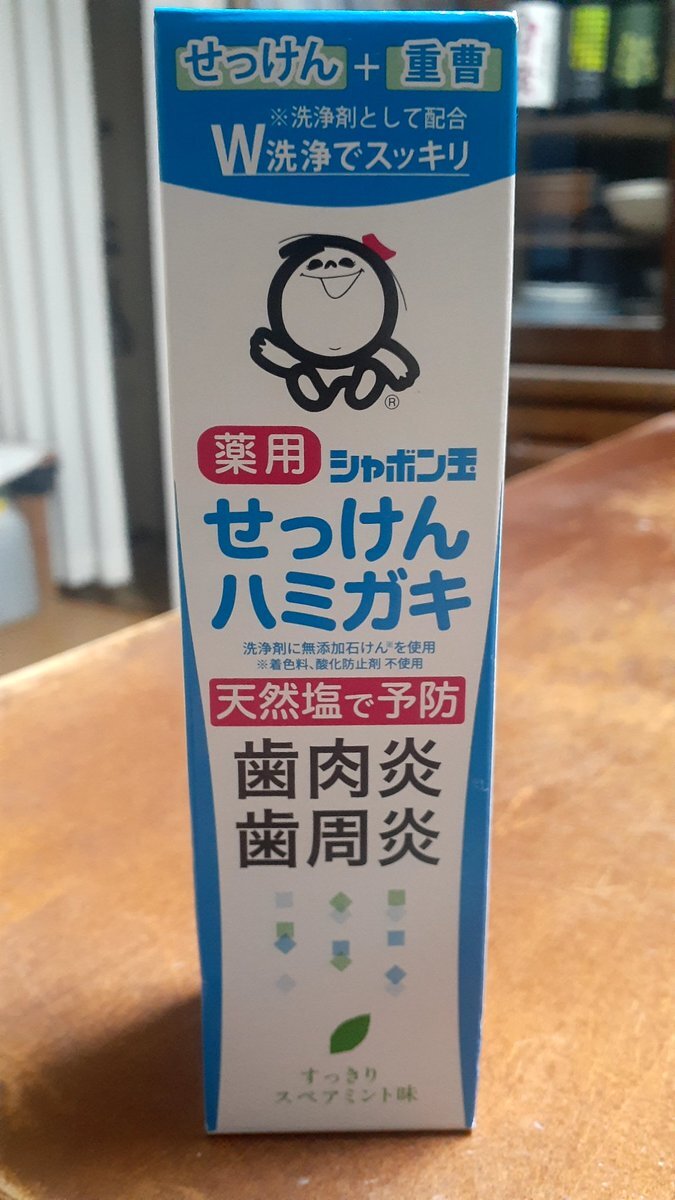 せっけん + 重曹
※洗浄剤として配合
W洗浄でスッキリ
®
薬用 シャボン玉
せっけん
ハミガキ
洗浄剤に無添加石けん※を使用
※着色料、酸化防止剤 不使用
天然塩で予防
歯肉炎
歯周炎
すっきり
スペアミント味